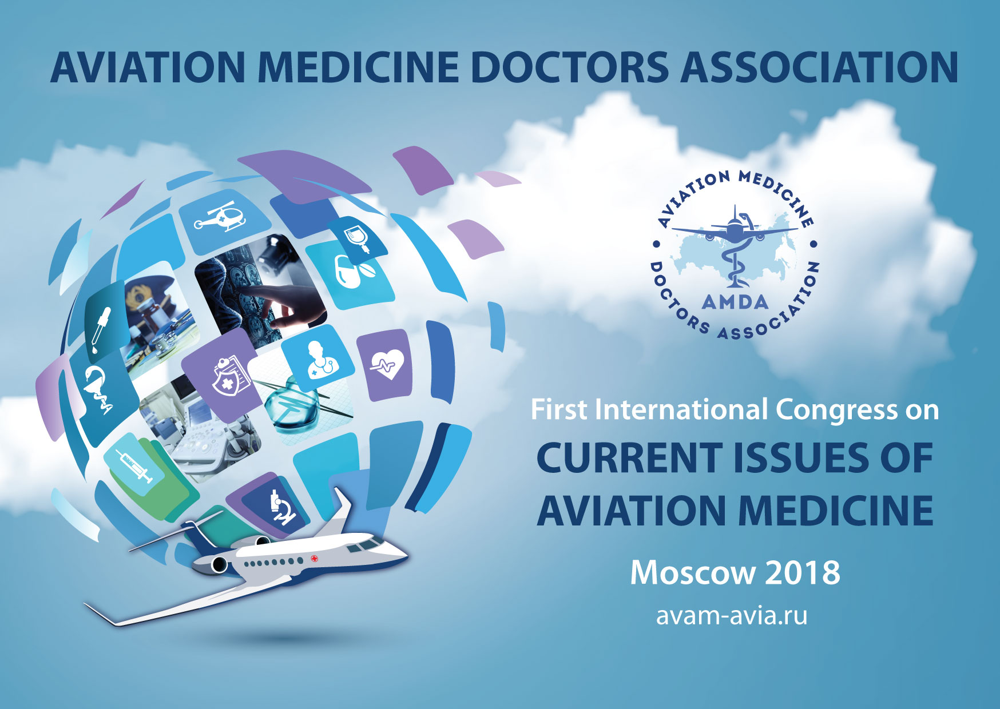 AVIATION MEDICINE DOCTORS ASSOCIATION
AVIATION MEDICINE
DOCTORS ASSOCIATION
AMDA
First International Congress on
CURRENT ISSUES OF
AVIATION MEDICINE
Moscow 2018
avam-avia.ru